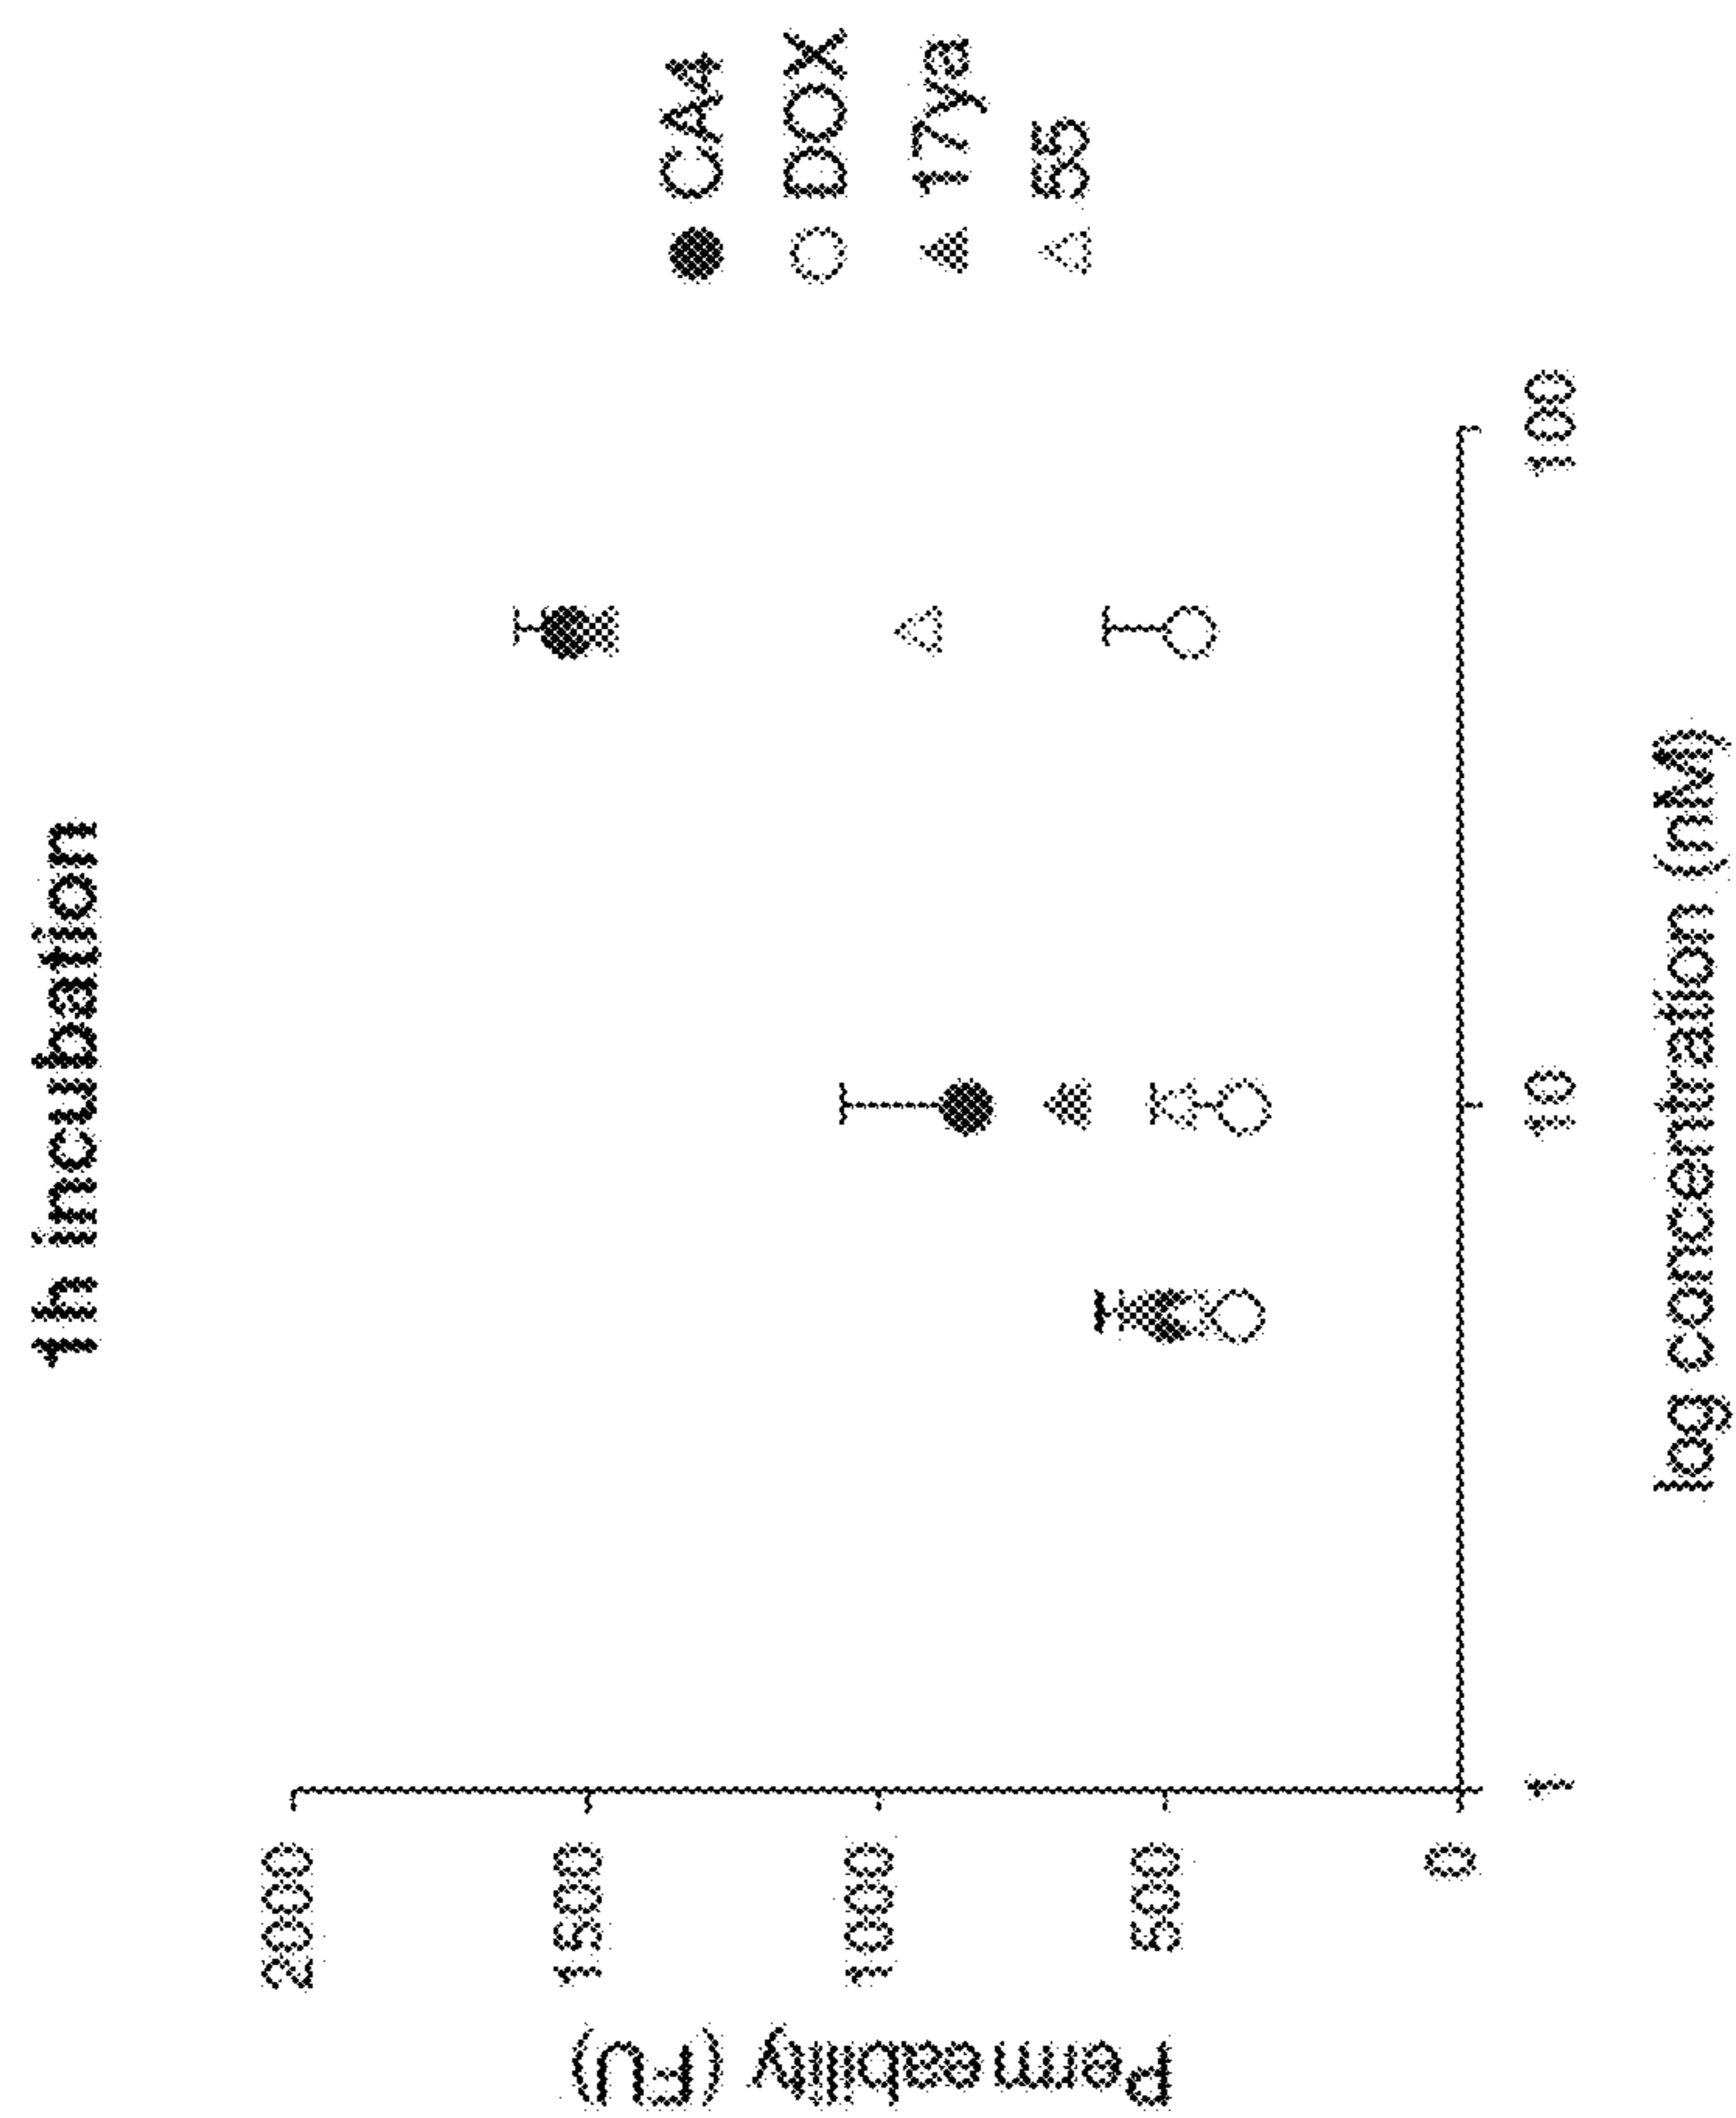 1h incubation
Permeability (FU)
2000
1500
1000
500
0
1
10
100
log concentration (nM)
CA4
DOX
17ya
55